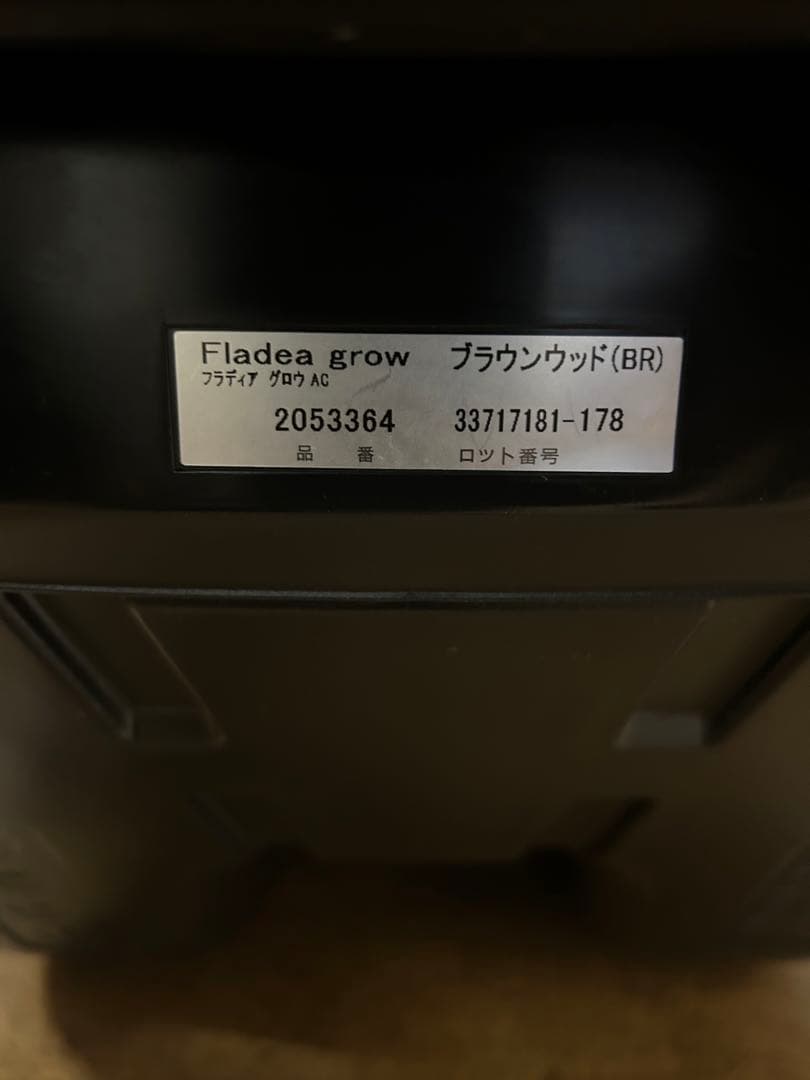 Fladea grow ブラウンウッド(BR)
フラディア グロウ AC
2053364 33717181-178
品 番 ロット番号